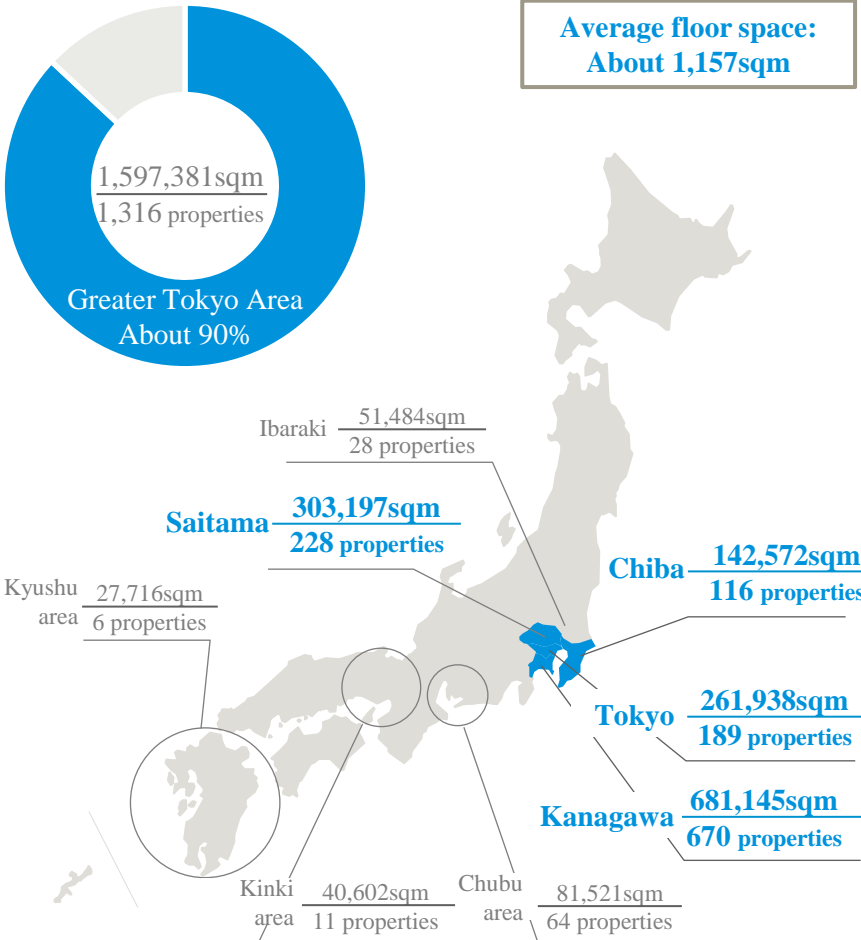 Average floor space:
About 1,157sqm
1,597,381sqm
1,316 properties
Greater Tokyo Area
About 90%
Ibaraki
51,484sqm
28 properties
Saitama
303,197sqm
228 properties
Chiba
142,572sqm
116 properties
Kyushu
area
27,716sqm
6 properties
Tokyo
261,938sqm
189 properties
Kanagawa
681,145sqm
670 properties
Kinki
area
40,602sqm
11 properties
Chubu
area
81,521sqm
64 properties